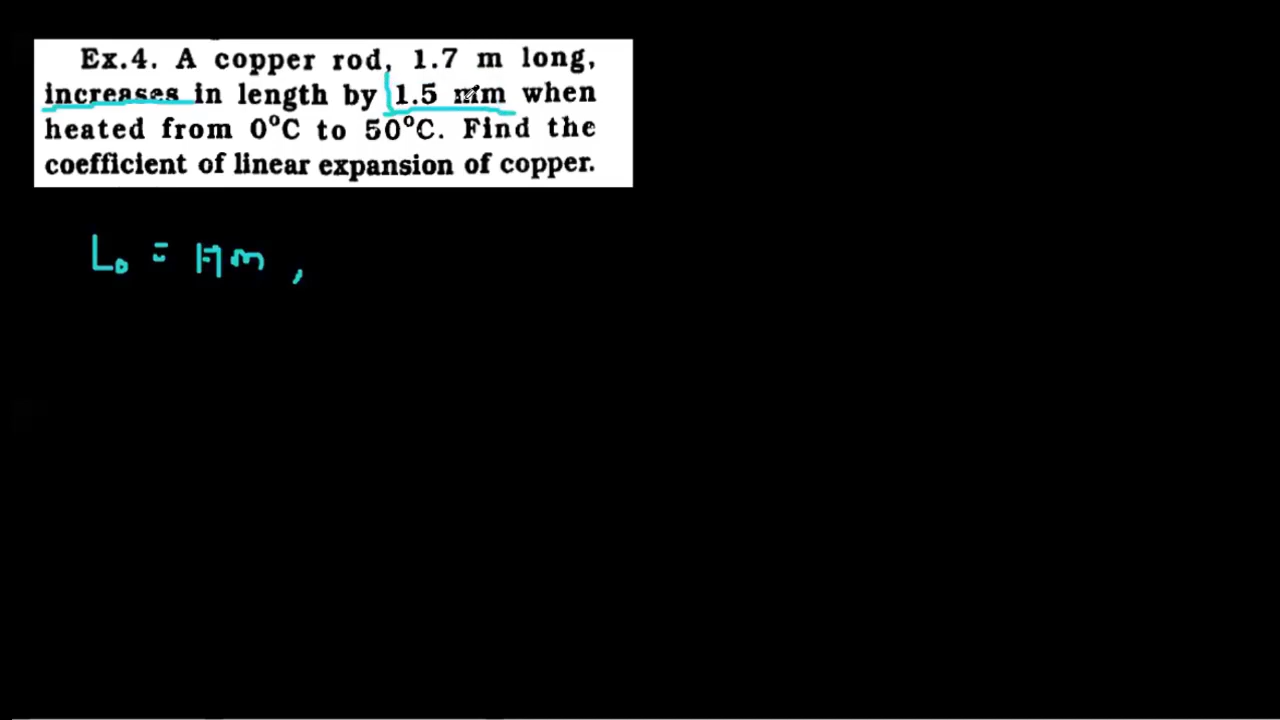 Ex.4. A copper rod, 1.7 m long,
increases in length by 1.5 mm when
heated from 0°C to 50°C. Find the
coefficient of linear expansion of copper.
L₀ = 1.7 m ,